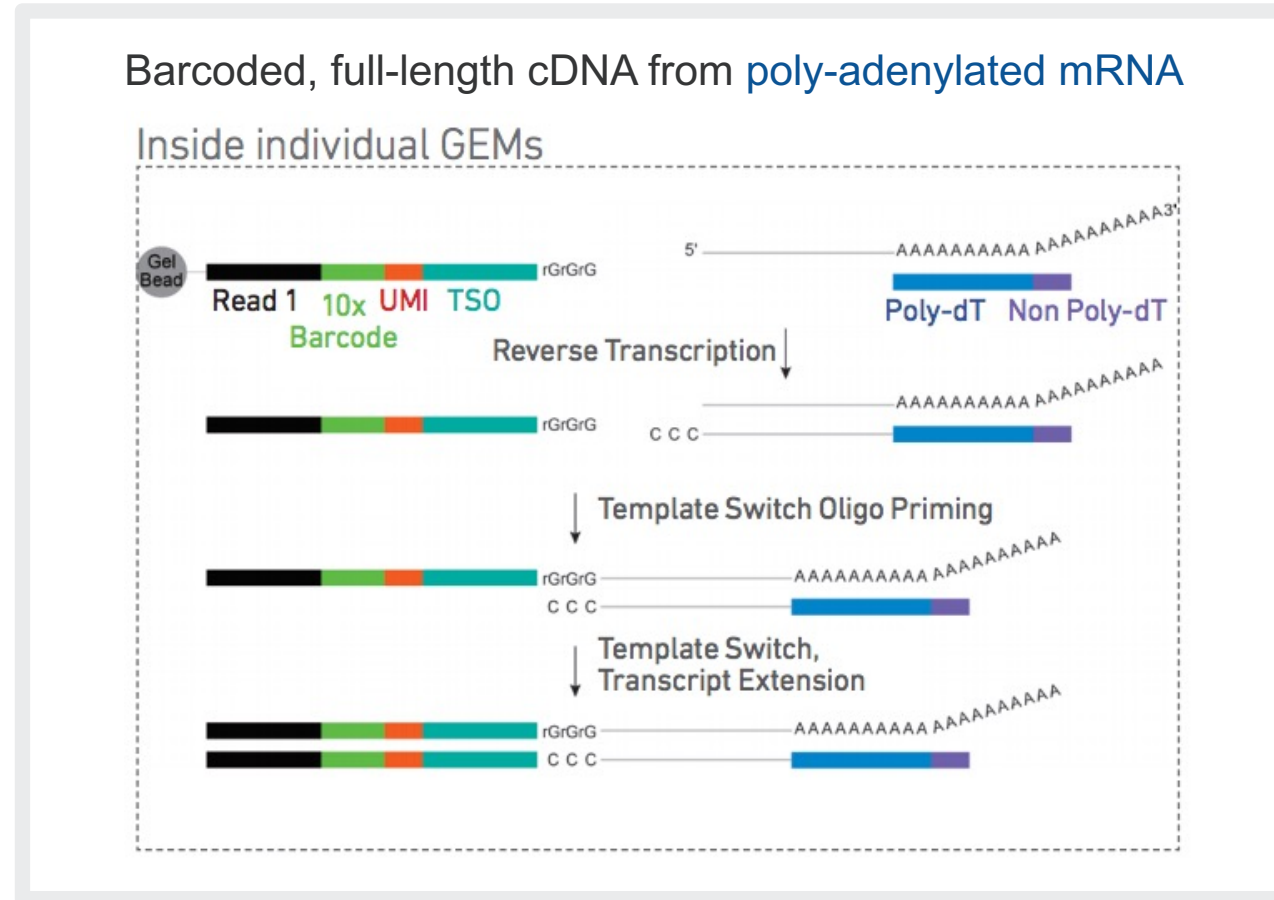 Barcoded, full-length cDNA from poly-adenylated mRNA
Inside individual GEMs
Gel
Bead
rGrGrG
5'
AAAAAAAAAA AAAAAAAAAA3'
Read 1
10x
Barcode
UMI
TSO
Poly-dT
Non Poly-dT
Reverse Transcription
rGrGrG
C C C
AAAAAAAAAA AAAAAAAAAA
Template Switch Oligo Priming
rGrGrG
AAAAAAAAAA AAAAAAAAAA
C C C
Template Switch,
Transcript Extension
rGrGrG
AAAAAAAAAA AAAAAAAAAA
C C C